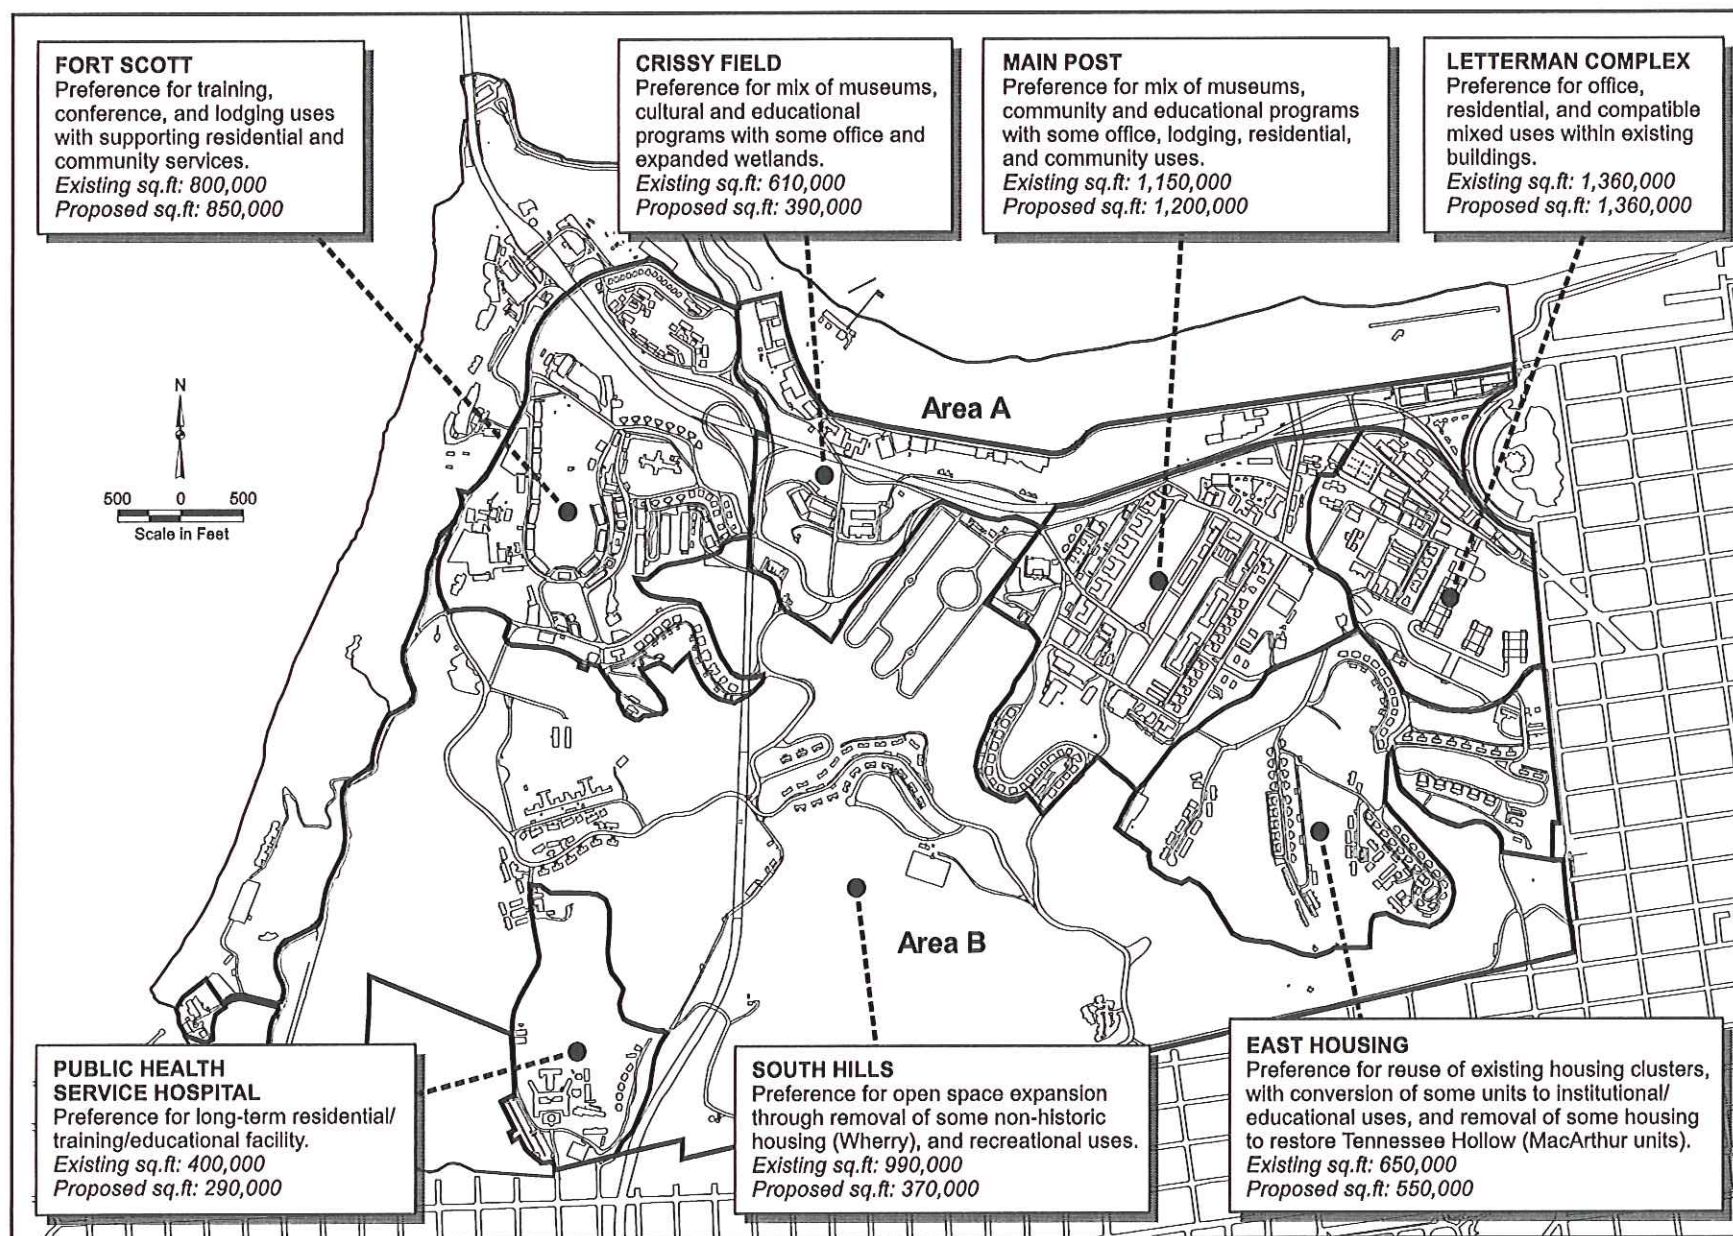 FORT SCOTT
Preference for training,
conference, and lodging uses
with supporting residential and
community services.
Existing sq.ft: 800,000
Proposed sq.ft: 850,000
CRISSY FIELD
Preference for mix of museums,
cultural and educational
programs with some office and
expanded wetlands.
Existing sq.ft: 610,000
Proposed sq.ft: 390,000
MAIN POST
Preference for mix of museums,
community and educational programs
with some office, lodging, residential,
and community uses.
Existing sq.ft: 1,150,000
Proposed sq.ft: 1,200,000
LETTERMAN COMPLEX
Preference for office,
residential, and compatible
mixed uses within existing
buildings.
Existing sq.ft: 1,360,000
Proposed sq.ft: 1,360,000
N
500 0 500
Scale in Feet
Area A
Area B
PUBLIC HEALTH
SERVICE HOSPITAL
Preference for long-term residential/
training/educational facility.
Existing sq.ft: 400,000
Proposed sq.ft: 290,000
SOUTH HILLS
Preference for open space expansion
through removal of some non-historic
housing (Wherry), and recreational uses.
Existing sq.ft: 990,000
Proposed sq.ft: 370,000
EAST HOUSING
Preference for reuse of existing housing clusters,
with conversion of some units to institutional/
educational uses, and removal of some housing
to restore Tennessee Hollow (MacArthur units).
Existing sq.ft: 650,000
Proposed sq.ft: 550,000